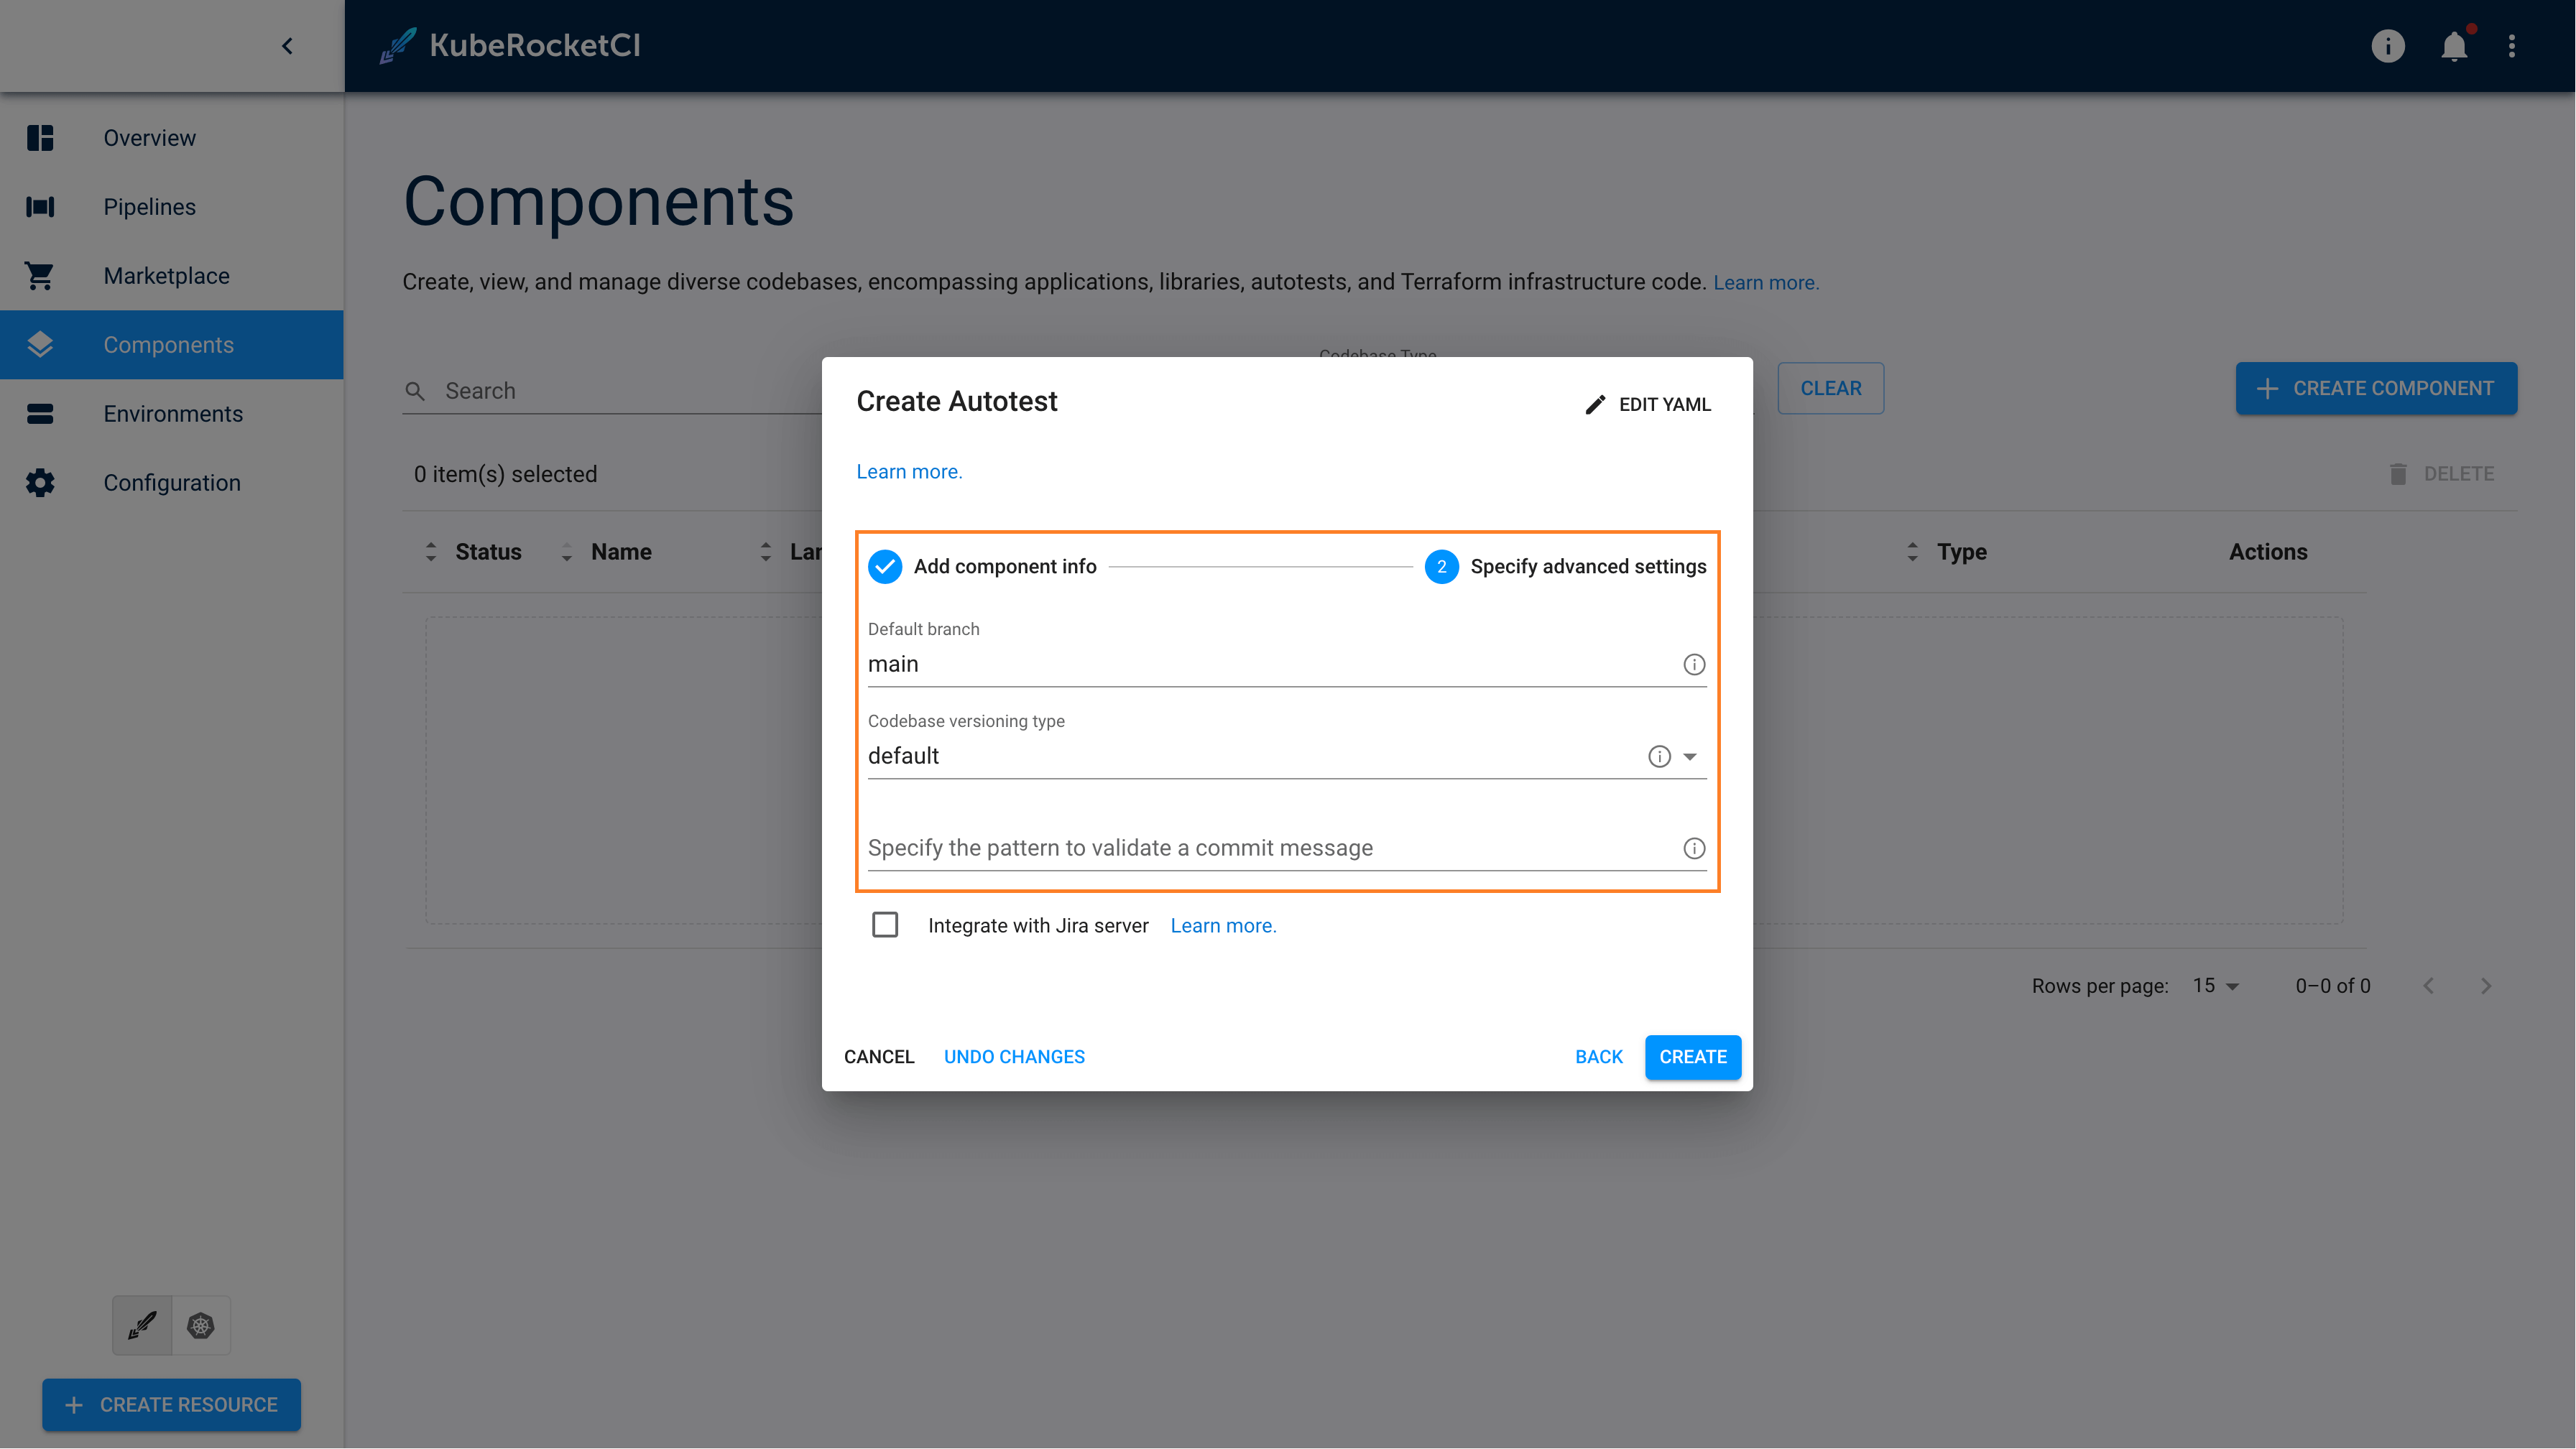 KubeRocketCI
Overview
Pipelines
Marketplace
Components
Environments
Configuration
CREATE RESOURCE
Components
Create, view, and manage diverse codebases, encompassing applications, libraries, autotests, and Terraform infrastructure code. Learn more.
Codebase Type
Search
CLEAR
CREATE COMPONENT
0 item(s) selected
DELETE
Status Name Lan Type Actions
Create Autotest
EDIT YAML
Learn more.
Add component info
2 Specify advanced settings
Default branch
main
Codebase versioning type
default
Specify the pattern to validate a commit message
Integrate with Jira server Learn more.
CANCEL UNDO CHANGES BACK CREATE
Rows per page: 15 0–0 of 0